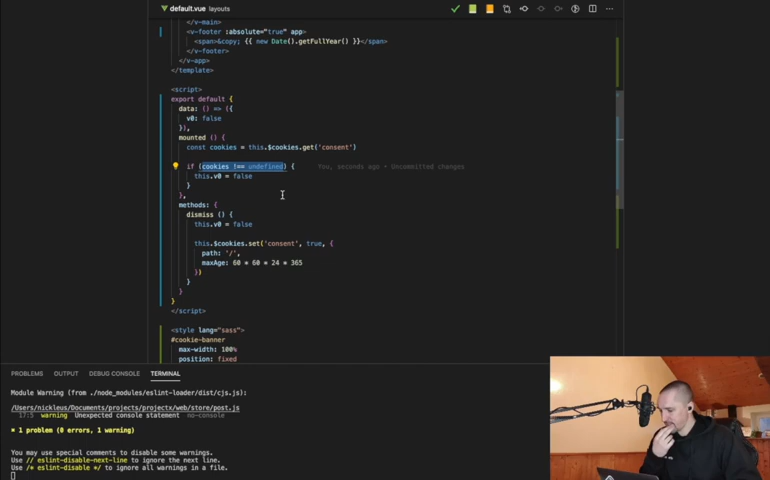 default.vue layouts
</v-main>
<v-footer :absolute="true" app>
<span>&copy; {{ new Date().getFullYear() }}</span>
</v-footer>
</v-app>
</template>
<script>
export default {
data: () => ({
v0: false
}),
mounted () {
const cookies = this.$cookies.get('consent')
if (cookies !== undefined) {
You, seconds ago • Uncommitted changes
this.v0 = false
}
},
methods: {
dismiss () {
this.v0 = false
this.$cookies.set('consent', true, {
path: '/',
maxAge: 60 * 60 * 24 * 365
})
}
}
}
</script>
<style lang="sass">
#cookie-banner
max-width: 100%
position: fixed
PROBLEMS OUTPUT DEBUG CONSOLE TERMINAL
Module Warning (from ./node_modules/eslint-loader/dist/cjs.js):
/Users/nickleus/Documents/projects/projectx/web/store/post.js
17:5 warning Unexpected console statement no-console
✖ 1 problem (0 errors, 1 warning)
You may use special comments to disable some warnings.
Use // eslint-disable-next-line to ignore the next line.
Use /* eslint-disable */ to ignore all warnings in a file.